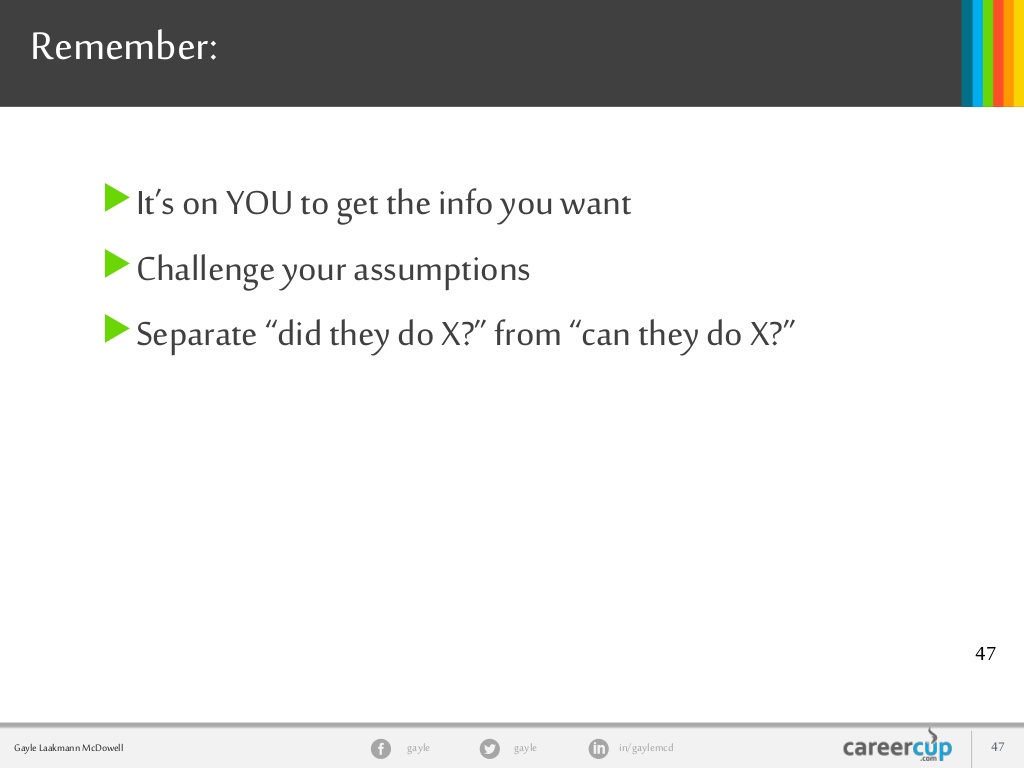 Remember:
It’s on YOU to get the info you want
Challenge your assumptions
Separate “did they do X?” from “can they do X?”
47
Gayle Laakmann McDowell
gayle
gayle
in/gaylemcd
careercup
.com
47